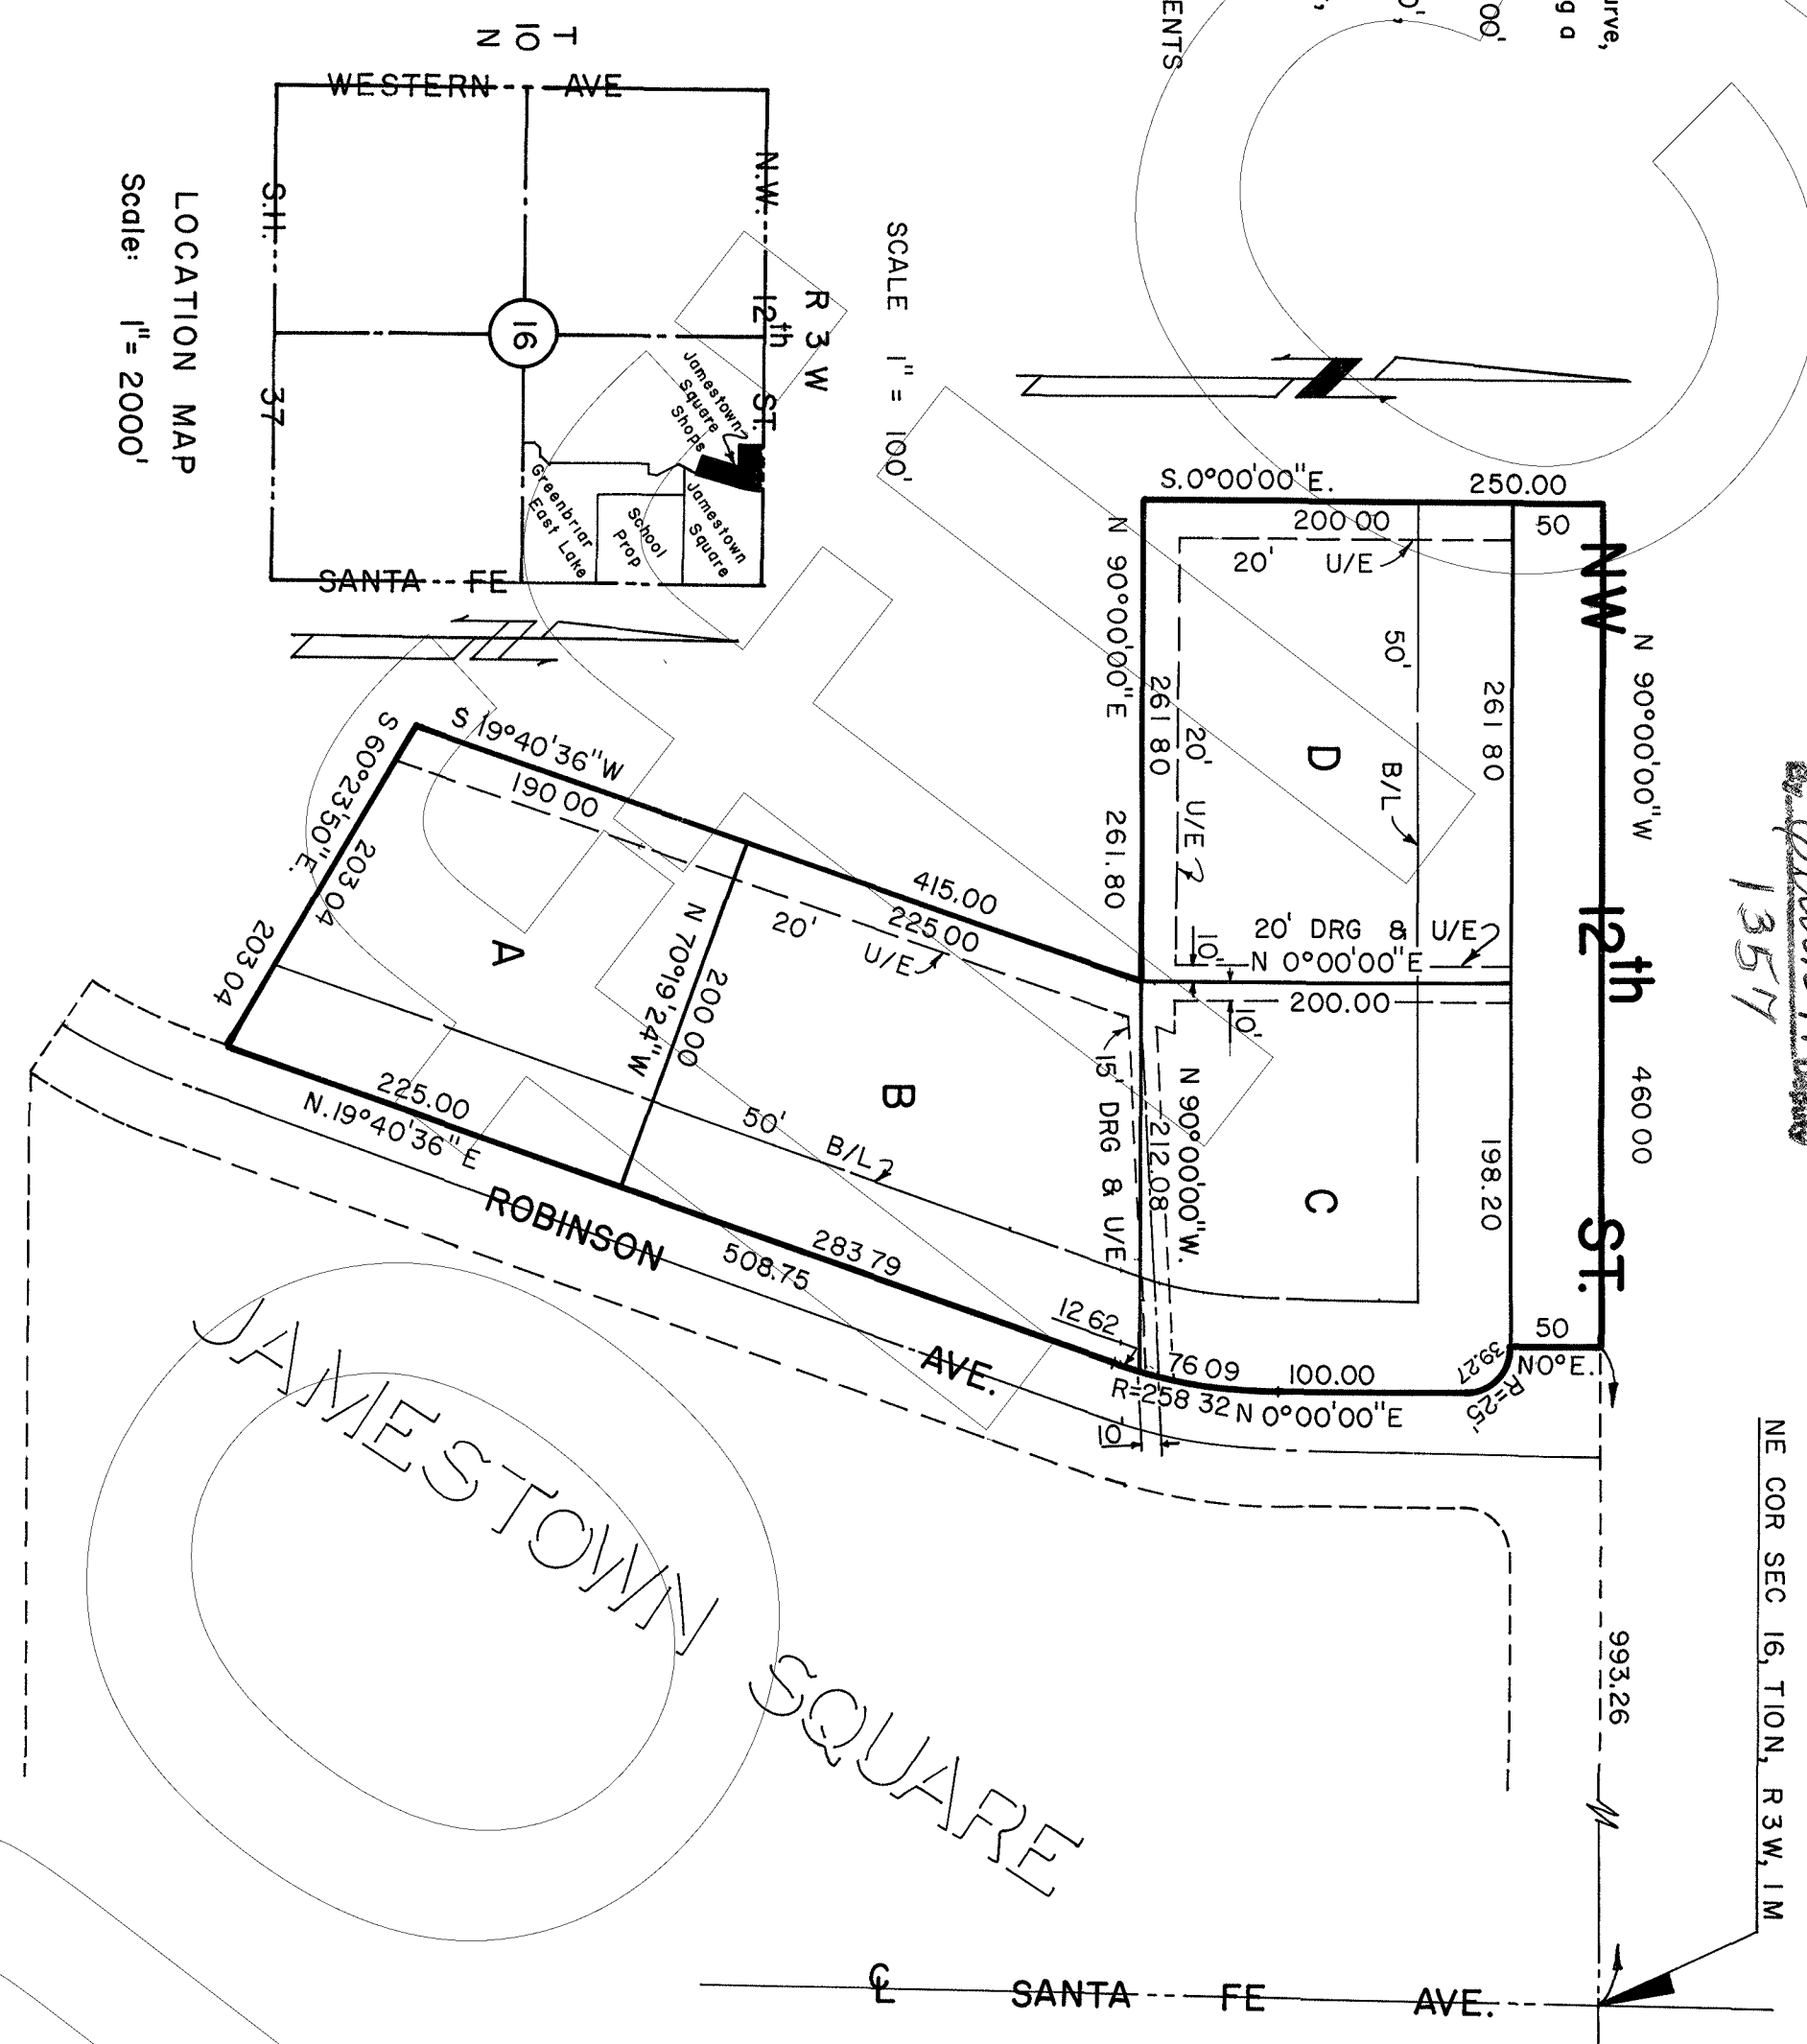 urve,
g a
00'
0',
ENTS
By
1357
T
10
N
WESTERN AVE
N.W. 12th ST.
R 3 W
S.H. 37
16
Jamestown
Square
Shops
Jamestown
Square
School
Prop
Greenbriar
East Lake
SANTA FE
LOCATION MAP
Scale: 1"= 2000'
SCALE 1" = 100'
NW 12th ST.
N 90°00'00"W 460 00
S.0°00'00"E. 250.00
50
200 00
20' U/E
50' B/L
261 80
D
20' U/E
261 80
N 90°00'00"E 261.80
20' DRG & U/E
10'
N 0°00'00"E
200.00
10'
198.20
C
50
N0°E.
39.27
R=25'
100.00
N 0°00'00"E
76 09
R=258 32
10'
12 62
N 90°00'00"W.
212.08
15' DRG & U/E
S 19°40'36"W
415.00
190 00
225 00
20' U/E
B
50' B/L
200 00
N 70°19'24"W
A
S 60°23'50"E.
203 04
203 04
225.00
N.19°40'36"E
283 79
508.75
ROBINSON AVE.
JAMESTOWN SQUARE
993.26
NE COR SEC 16, T10N, R3W, I M
℄ SANTA FE AVE.